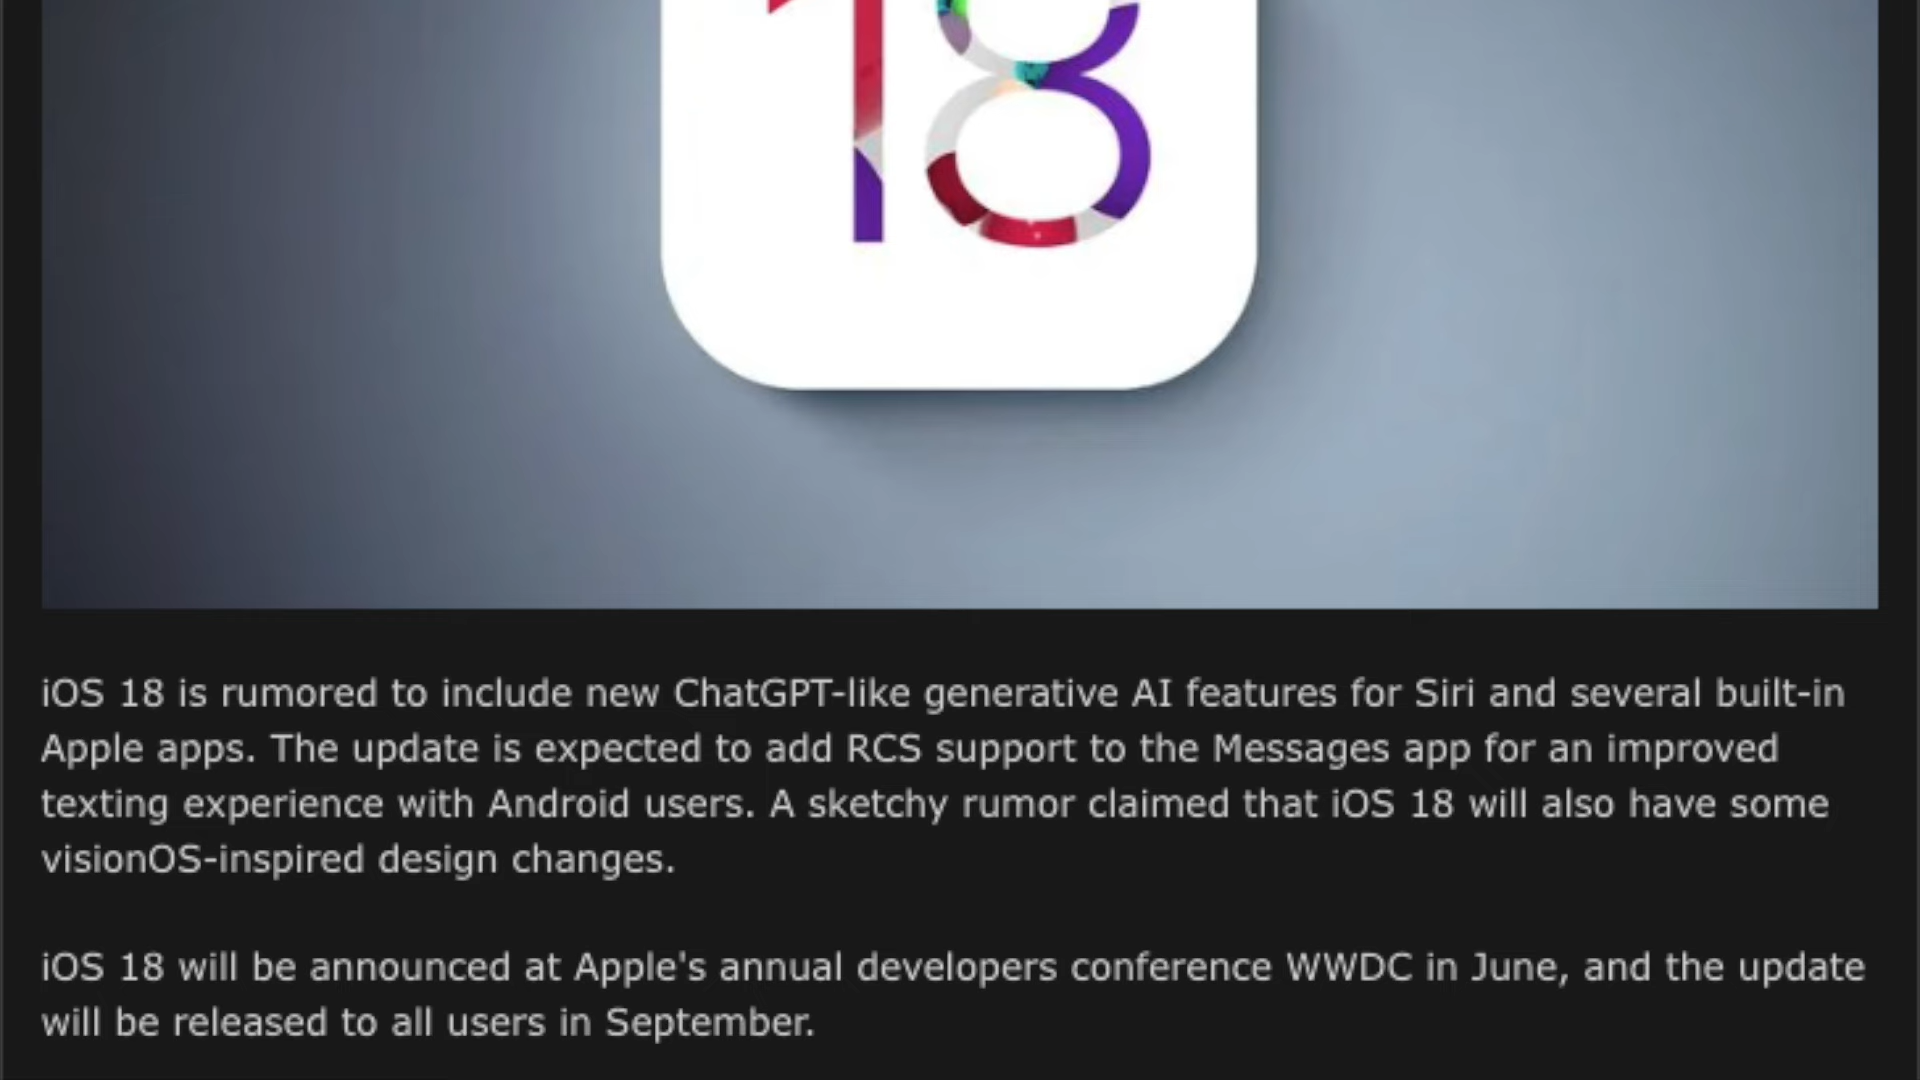 18
iOS 18 is rumored to include new ChatGPT-like generative AI features for Siri and several built-in
Apple apps. The update is expected to add RCS support to the Messages app for an improved
texting experience with Android users. A sketchy rumor claimed that iOS 18 will also have some
visionOS-inspired design changes.
iOS 18 will be announced at Apple's annual developers conference WWDC in June, and the update
will be released to all users in September.